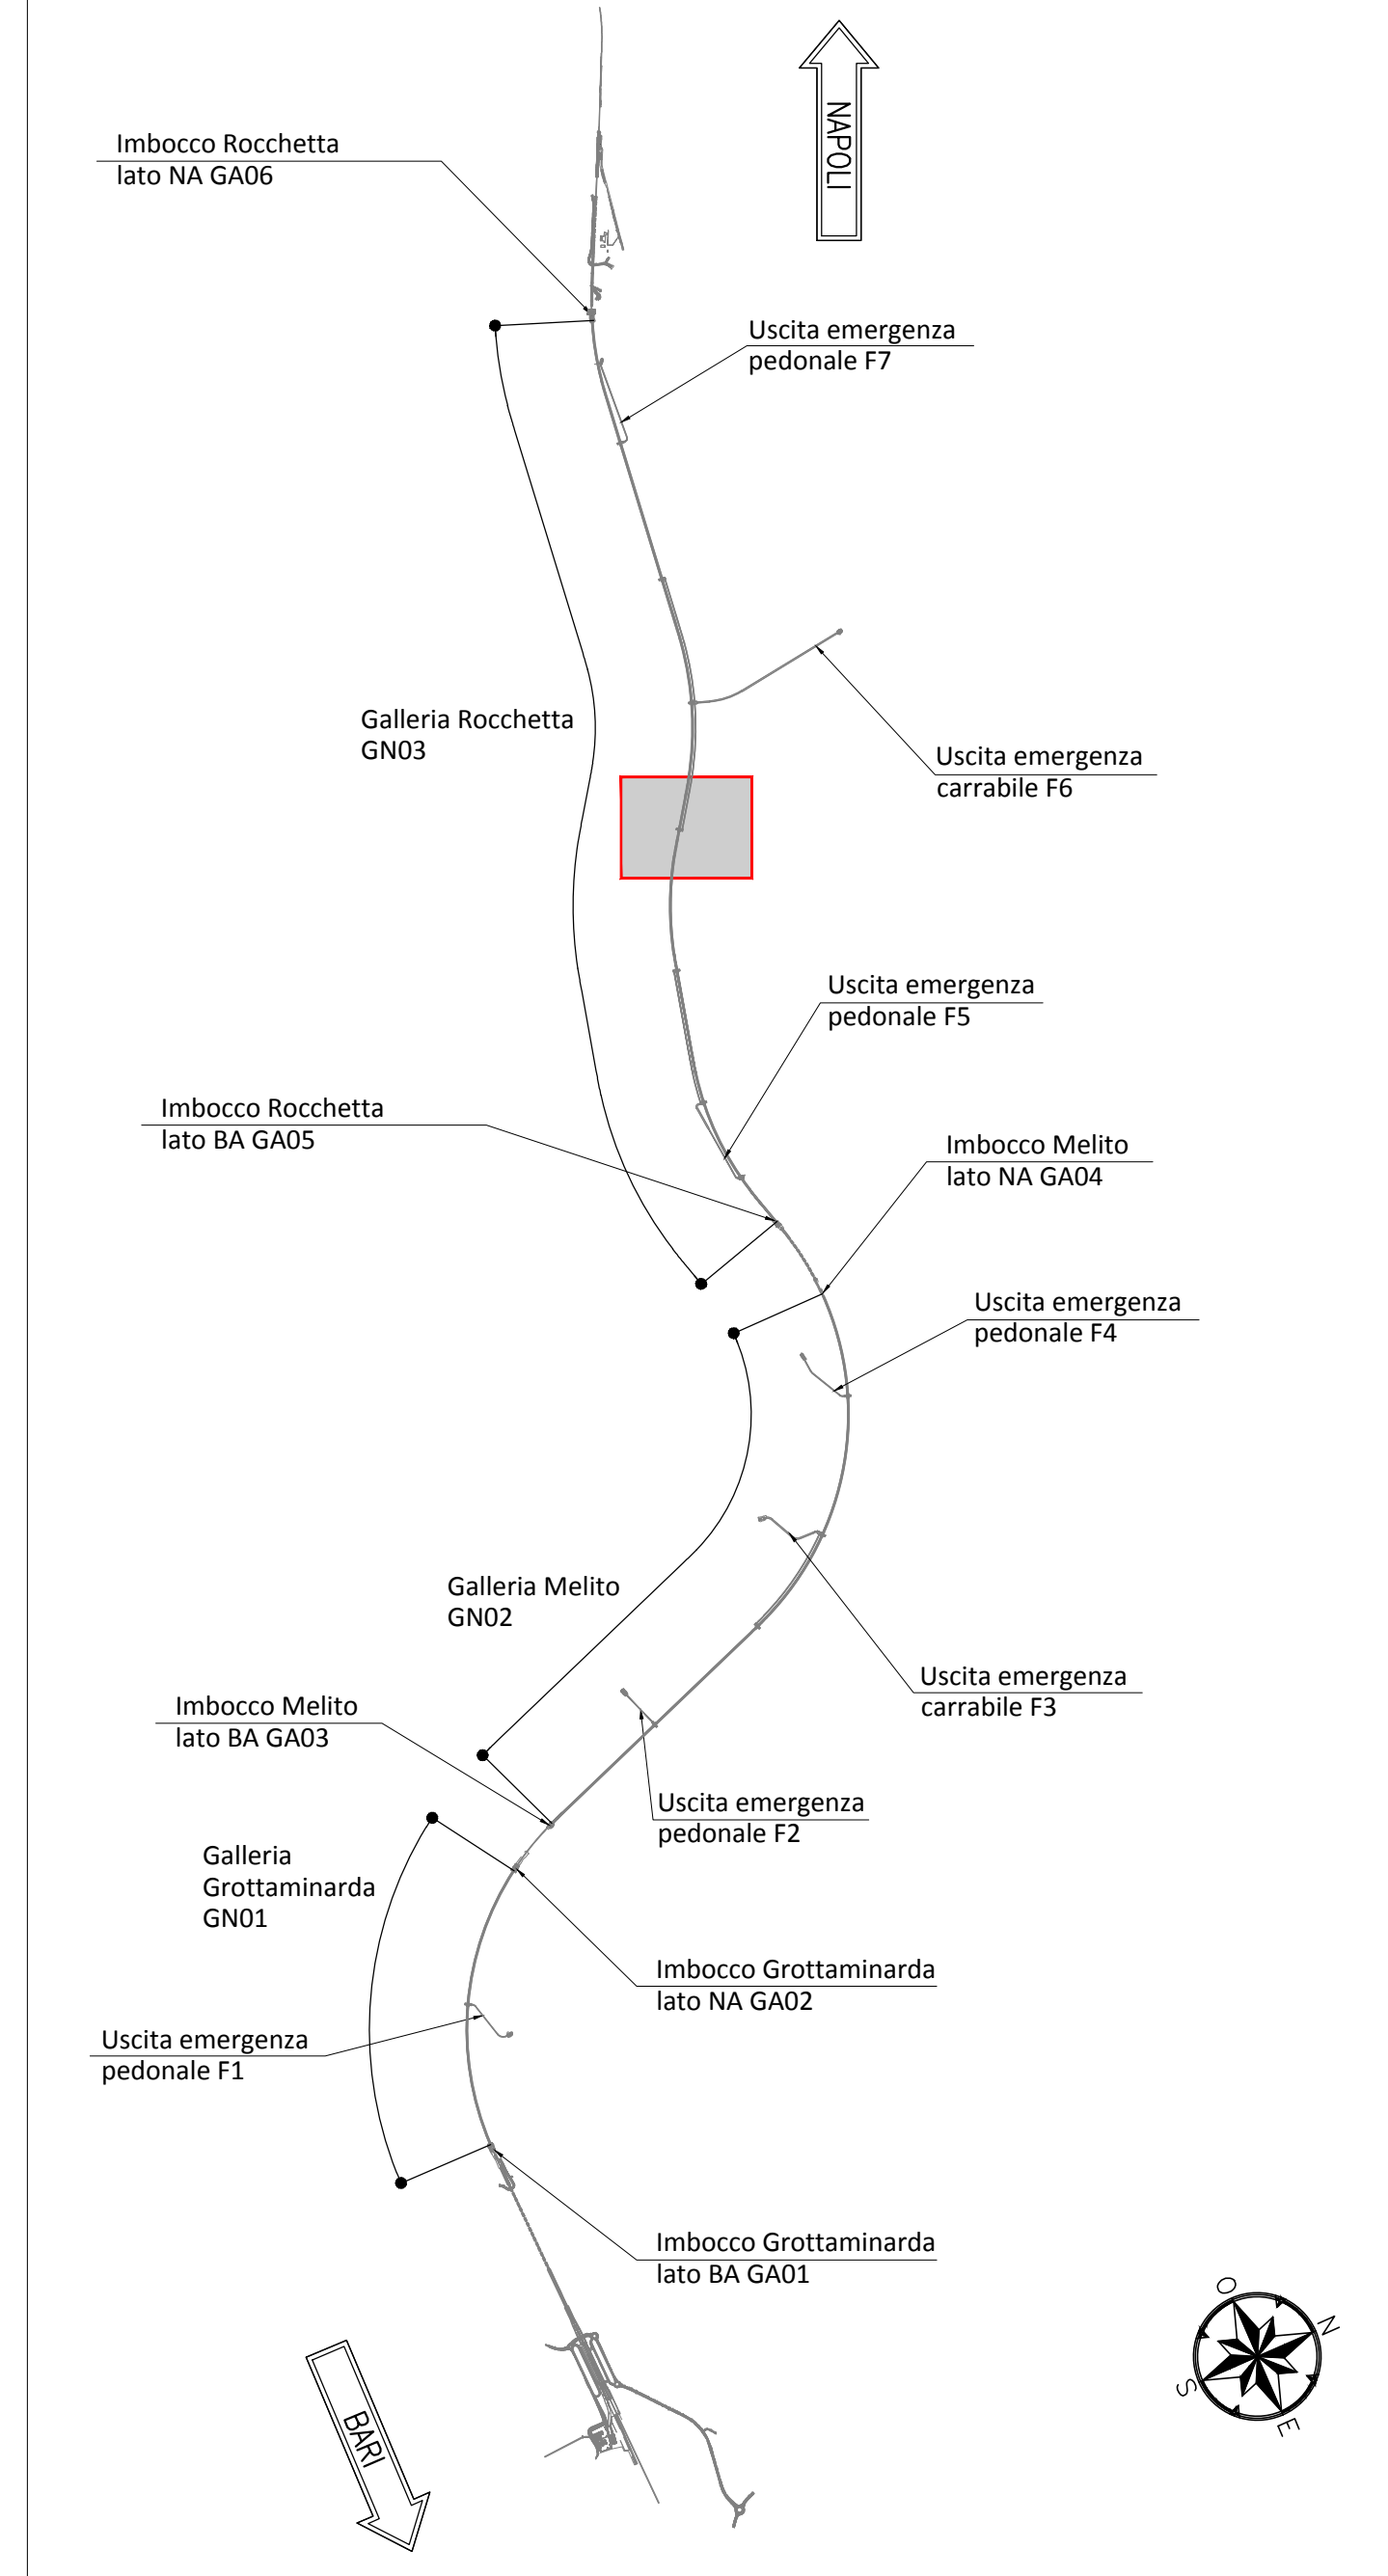 NAPOLI
Imbocco Rocchetta
lato NA GA06
Uscita emergenza
pedonale F7
Galleria Rocchetta
GN03
Uscita emergenza
carrabile F6
Uscita emergenza
pedonale F5
Imbocco Rocchetta
lato BA GA05
Imbocco Melito
lato NA GA04
Uscita emergenza
pedonale F4
Galleria Melito
GN02
Uscita emergenza
carrabile F3
Imbocco Melito
lato BA GA03
Uscita emergenza
pedonale F2
Galleria
Grottaminarda
GN01
Imbocco Grottaminarda
lato NA GA02
Uscita emergenza
pedonale F1
Imbocco Grottaminarda
lato BA GA01
BARI
O
N
S
E